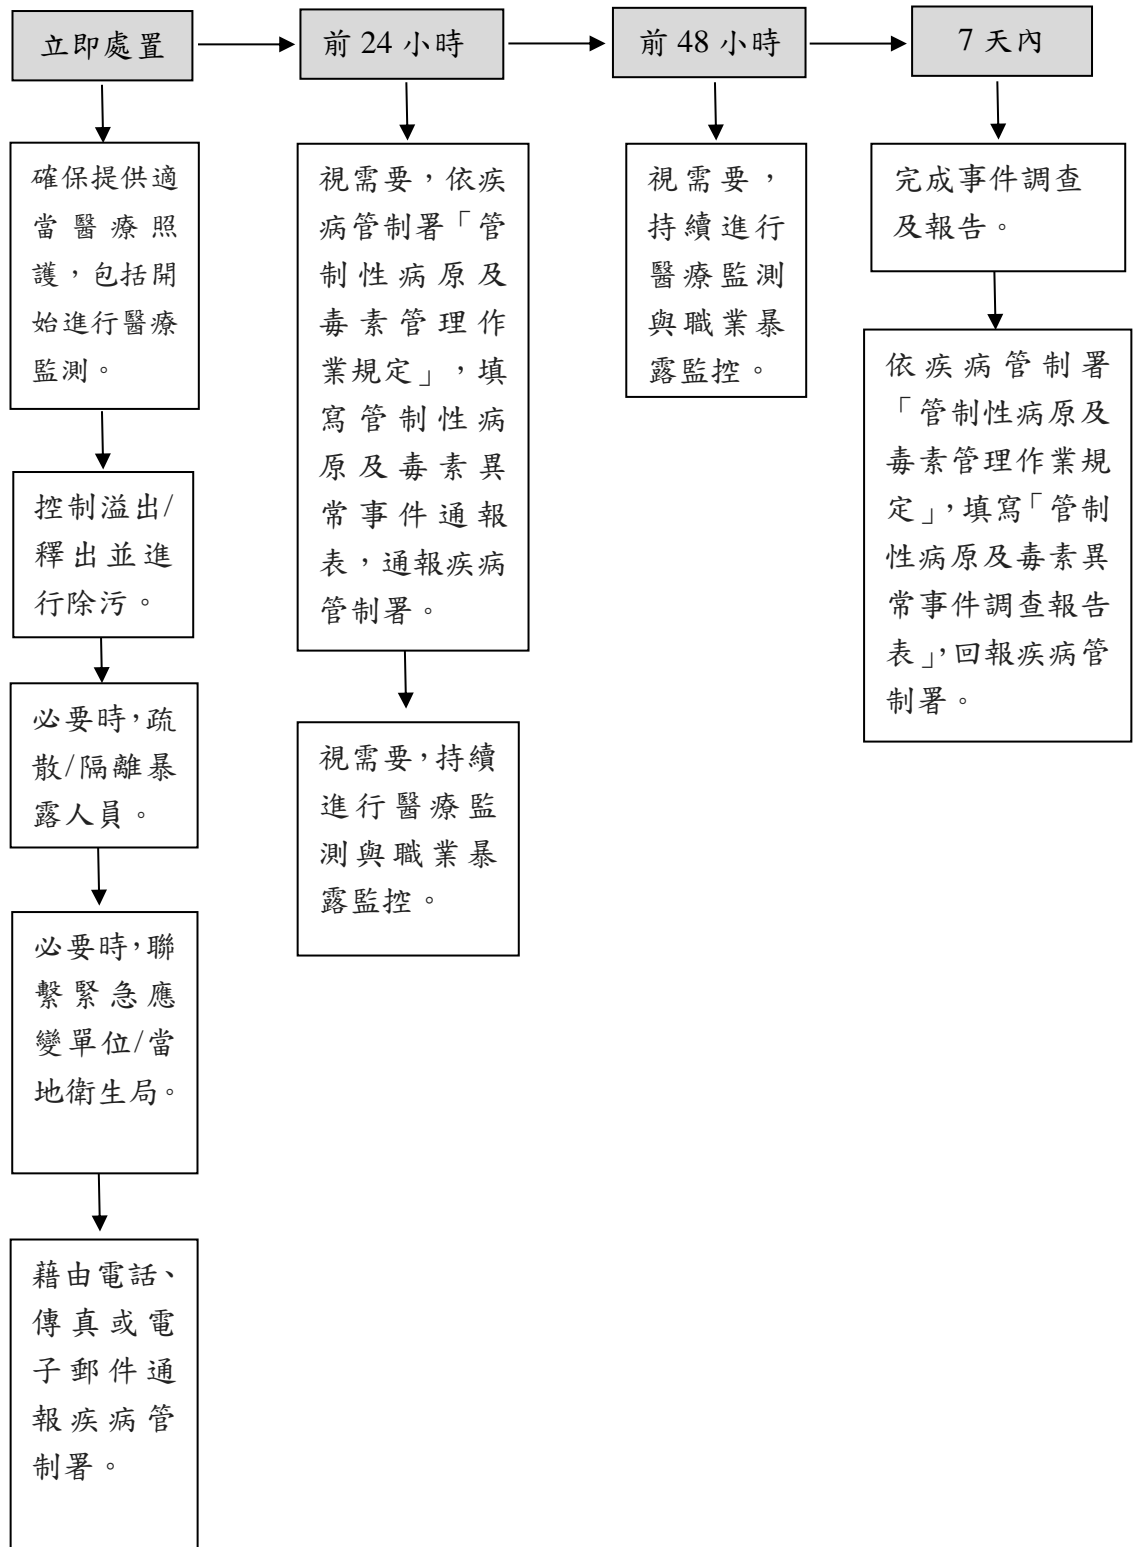 立即處置
前 24 小時
前 48 小時
7 天內
確保提供適
當醫療照
護，包括開
始進行醫療
監測。
控制溢出/
釋出並進
行除污。
必要時，疏
散/隔離暴
露人員。
必要時，聯
繫緊急應
變單位/當
地衛生局。
藉由電話、
傳真或電
子郵件通
報疾病管
制署。
視需要，依疾
病管制署「管
制性病原及
毒素管理作
業規定」，填
寫管制性病
原及毒素異
常事件通報
表，通報疾病
管制署。
視需要，持續
進行醫療監
測與職業暴
露監控。
視需要，
持續進行
醫療監測
與職業暴
露監控。
完成事件調查
及報告。
依疾病管制署
「管制性病原及
毒素管理作業規
定」，填寫「管制
性病原及毒素異
常事件調查報告
表」，回報疾病管
制署。